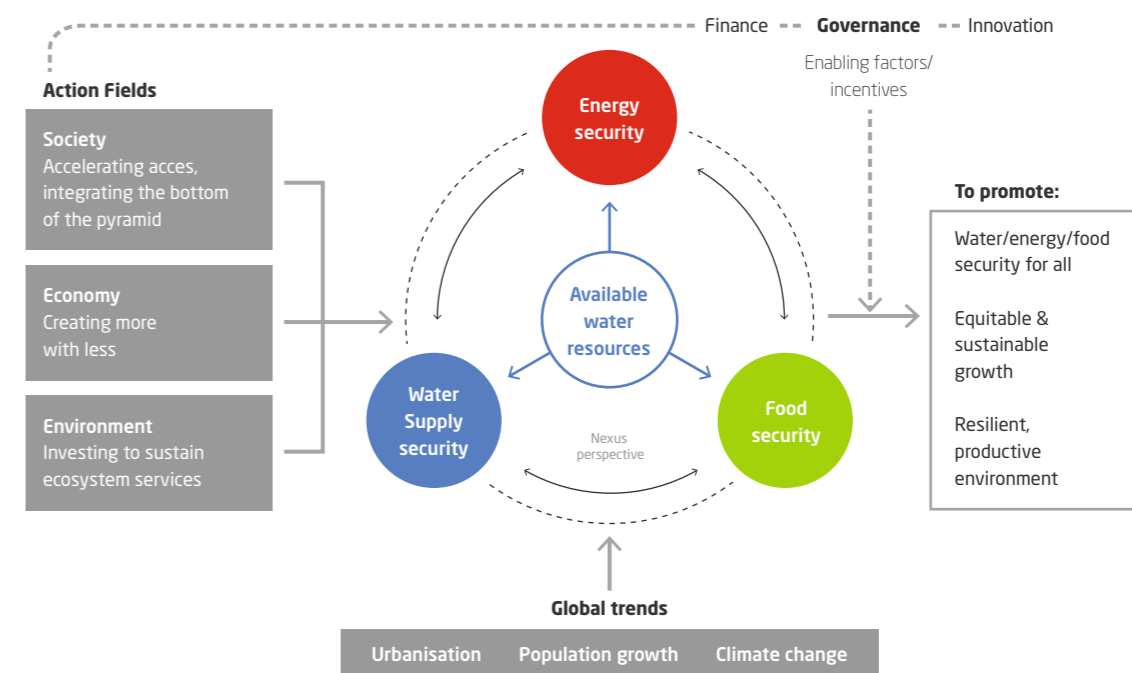 Finance
Governance
Innovation
Enabling factors/
incentives
Action Fields
Society
Accelerating acces,
integrating the bottom
of the pyramid
Economy
Creating more
with less
Environment
Investing to sustain
ecosystem services
Energy
security
Available
water
resources
Water
Supply
security
Food
security
Nexus
perspective
To promote:
Water/energy/food
security for all
Equitable &
sustainable
growth
Resilient,
productive
environment
Global trends
Urbanisation
Population growth
Climate change